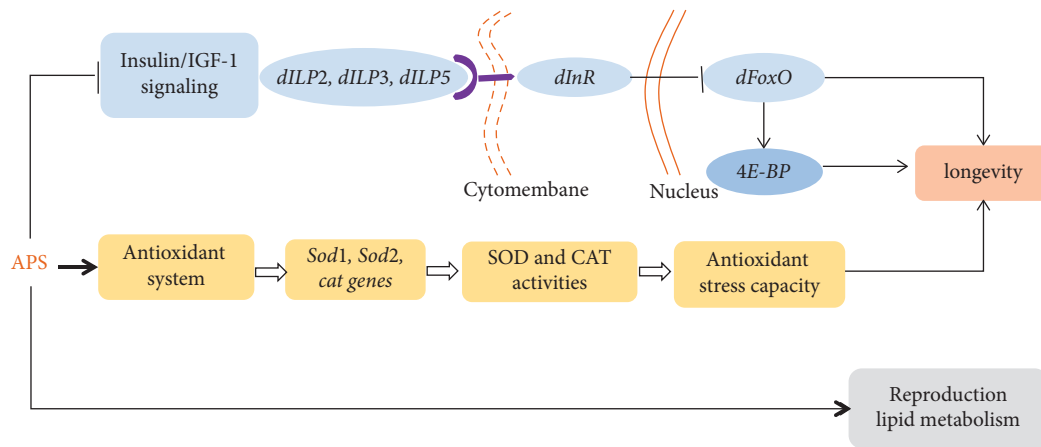 Insulin/IGF-1
signaling
dILP2, dILP3, dILP5
dInR
dFoxO
4E-BP
longevity
Cytomembane
Nucleus
APS
Antioxidant
system
Sod1, Sod2,
cat genes
SOD and CAT
activities
Antioxidant
stress capacity
Reproduction
lipid metabolism